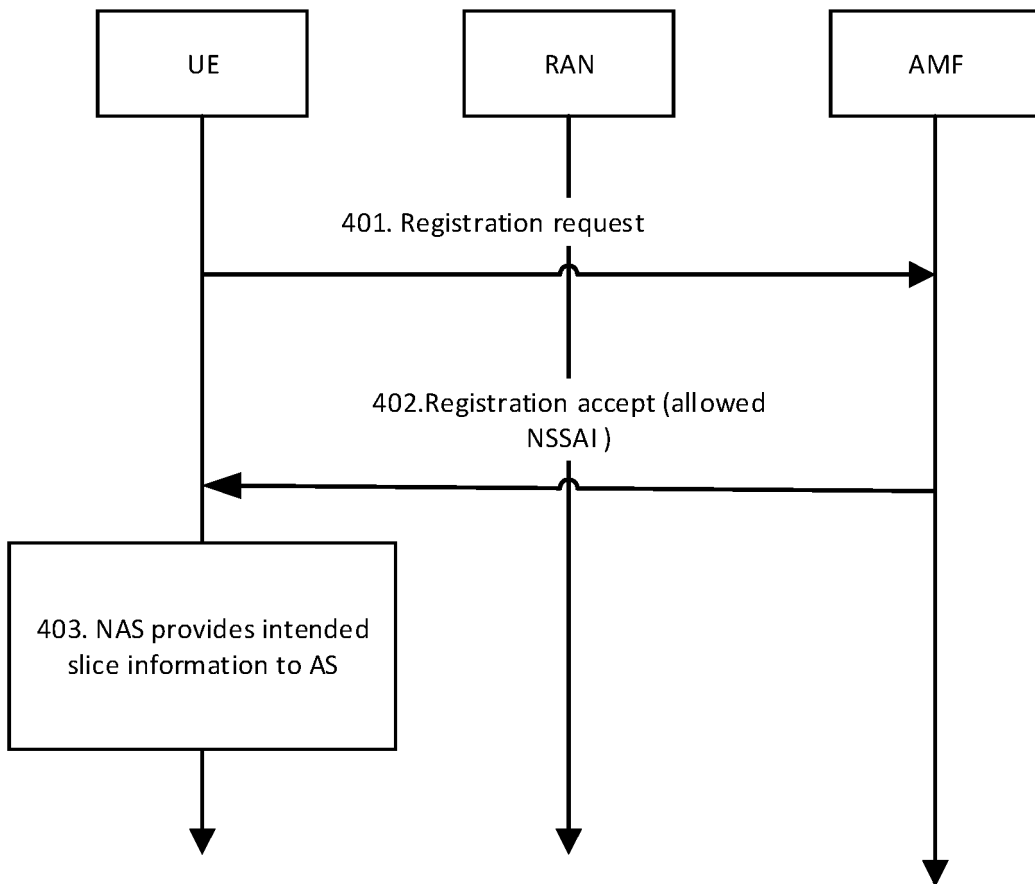 UE
RAN
AMF
401. Registration request
402.Registration accept (allowed
NSSAI )
403. NAS provides intended
slice information to AS